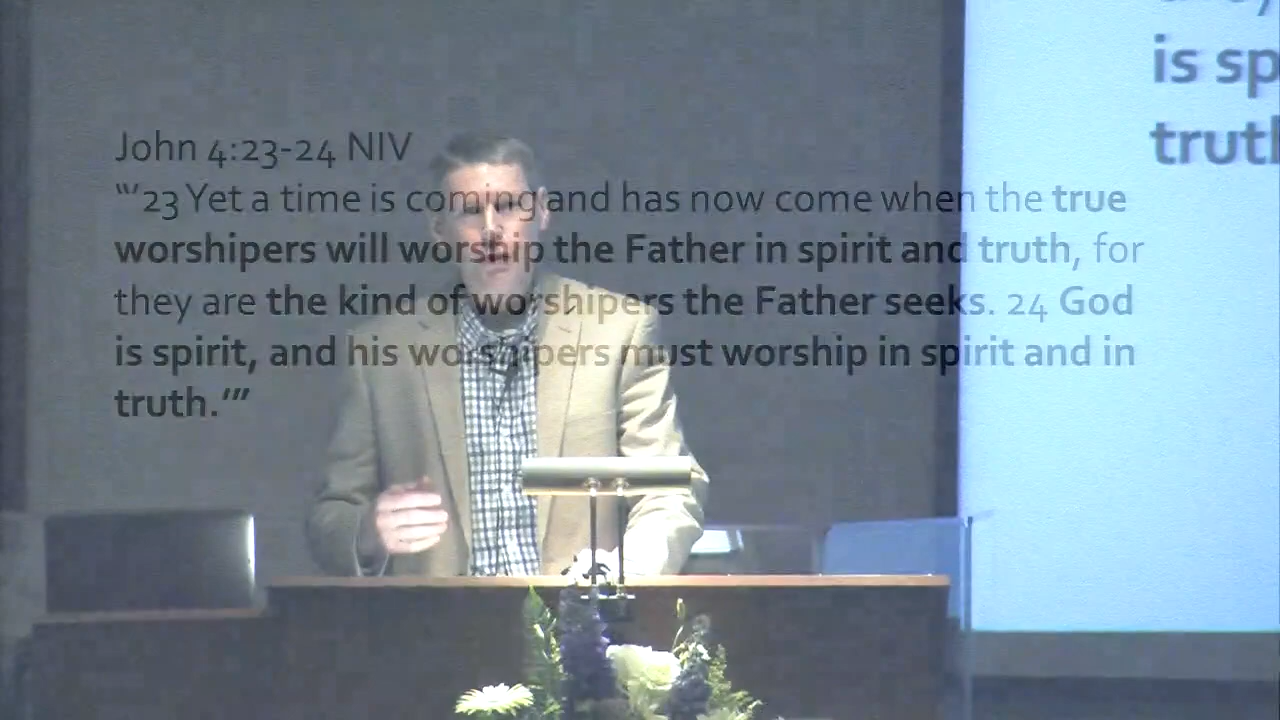 John 4:23-24 NIV
“‘23 Yet a time is coming and has now come when the true
worshipers will worship the Father in spirit and truth, for
they are the kind of worshipers the Father seeks. 24 God
is spirit, and his worshipers must worship in spirit and in
truth.’”
is sp
truth